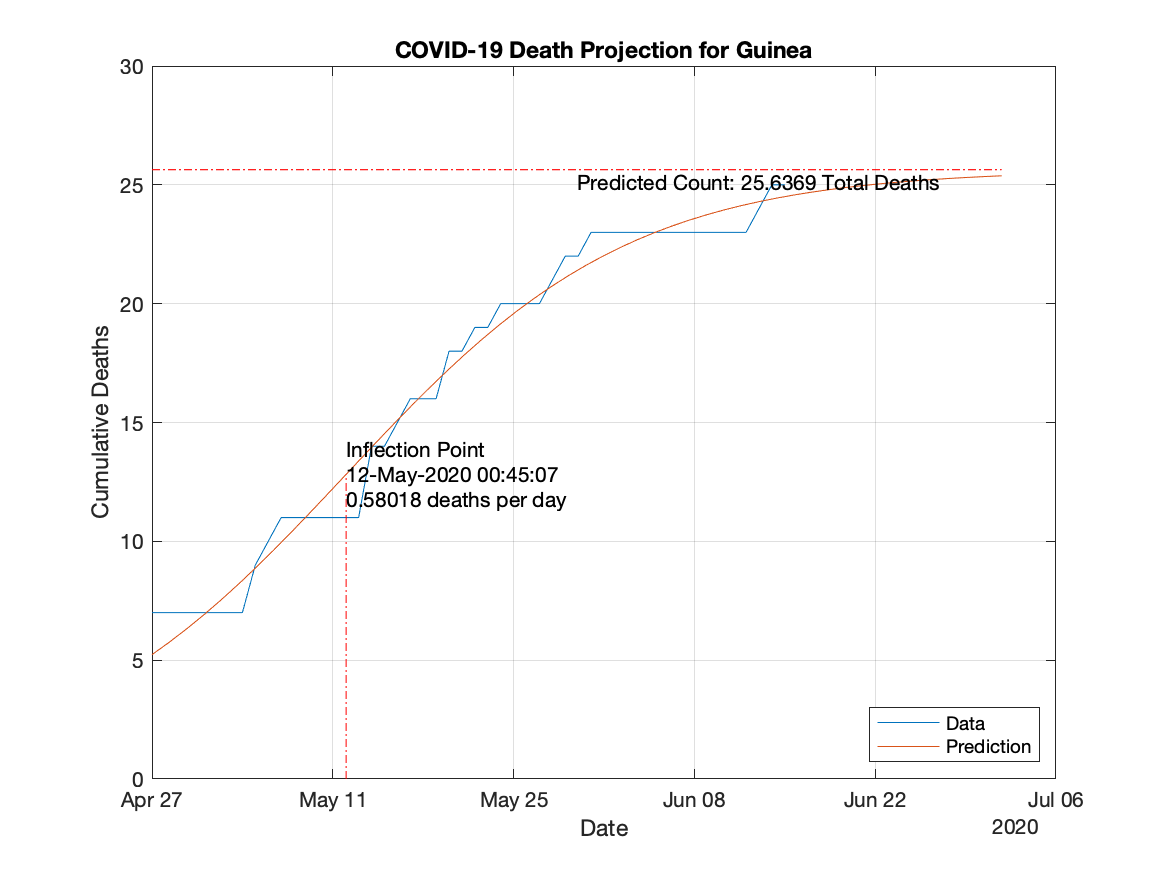 COVID-19 Death Projection for Guinea
30
25
20
15
10
5
0
Cumulative Deaths
Predicted Count: 25.6369 Total Deaths
Inflection Point
12-May-2020 00:45:07
0.58018 deaths per day
Data
Prediction
Apr 27 May 11 May 25 Jun 08 Jun 22 Jul 06
Date
2020